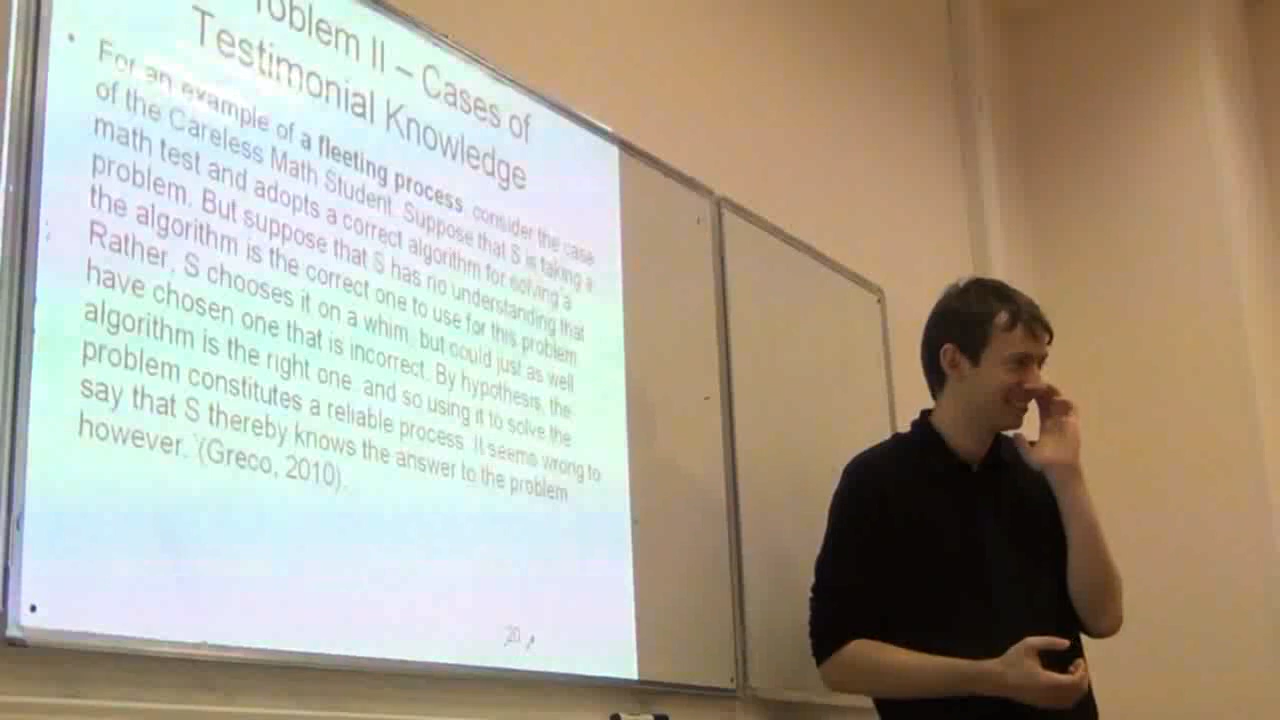 roblem II – Cases of
Testimonial Knowledge
• For an example of a fleeting process, consider the case
of the Careless Math Student. Suppose that S is taking a
math test and adopts a correct algorithm for solving a
problem. But suppose that S has no understanding that
the algorithm is the correct one to use for this problem.
Rather, S chooses it on a whim, but could just as well
have chosen one that is incorrect. By hypothesis, the
algorithm is the right one, and so using it to solve the
problem constitutes a reliable process. It seems wrong to
say that S thereby knows the answer to the problem
however. (Greco, 2010).
20